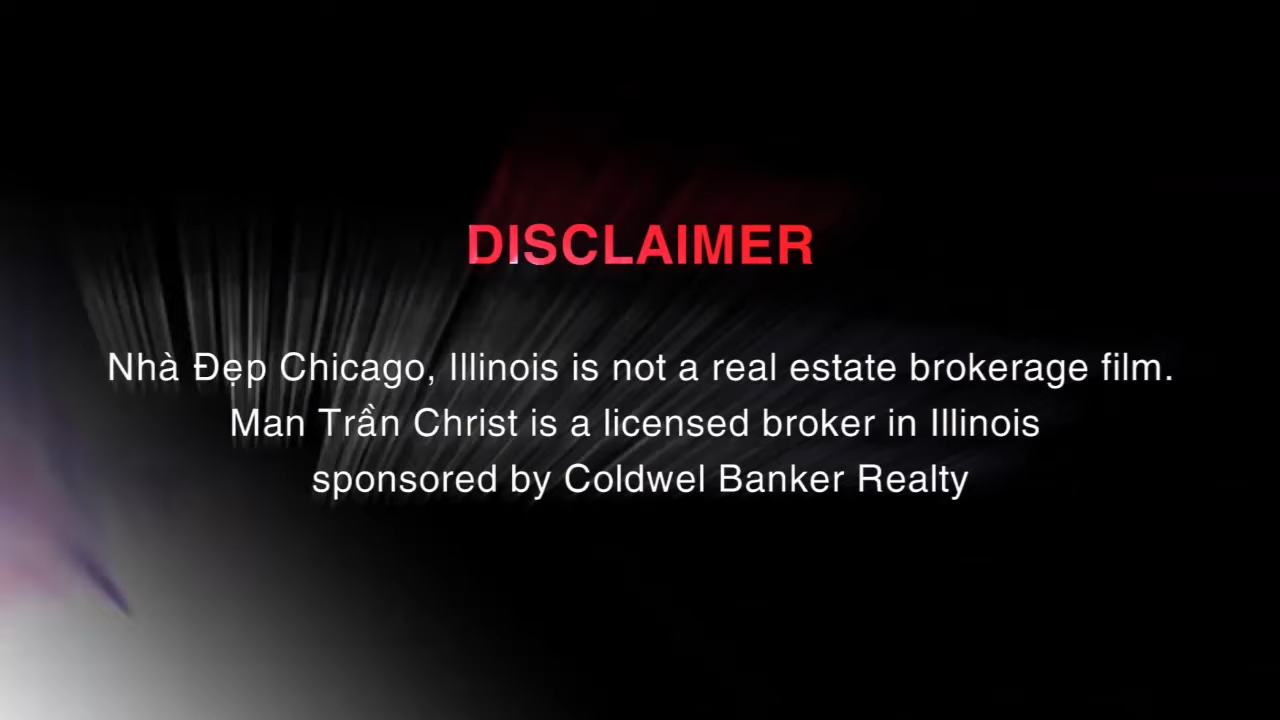 DISCLAIMER
Nhà Đẹp Chicago, Illinois is not a real estate brokerage film.
Man Trần Christ is a licensed broker in Illinois
sponsored by Coldwel Banker Realty